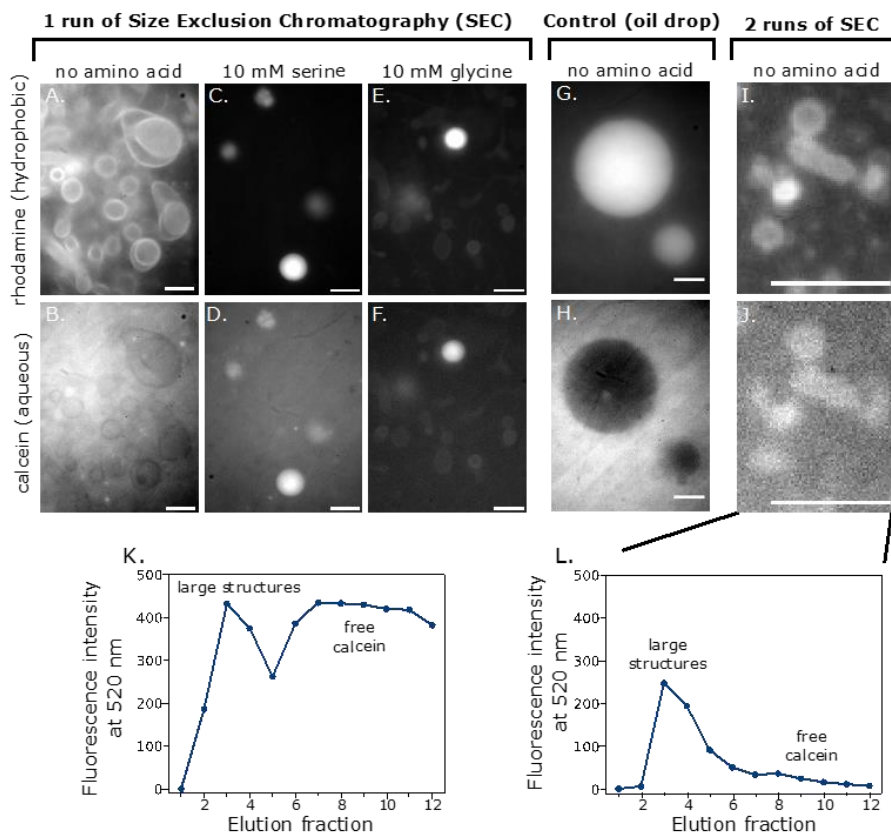 1 run of Size Exclusion Chromatography (SEC)
Control (oil drop)
2 runs of SEC
no amino acid
10 mM serine
10 mM glycine
no amino acid
no amino acid
rhodamine (hydrophobic)
A.
C.
E.
G.
I.
calcein (aqueous)
B.
D.
F.
H.
J.
K.
500
400
300
200
100
0
Fluorescence intensity
at 520 nm
large structures
free
calcein
2 4 6 8 10 12
Elution fraction
L.
500
400
300
200
100
0
Fluorescence intensity
at 520 nm
large
structures
free
calcein
2 4 6 8 10 12
Elution fraction